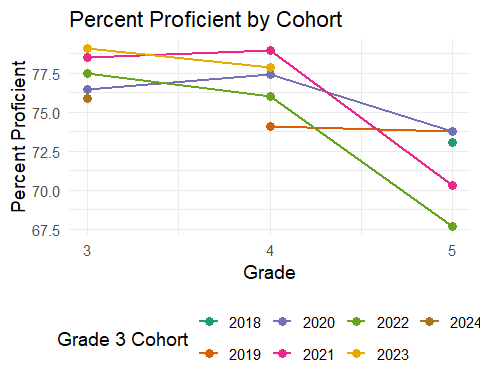 Percent Proficient by Cohort
Percent Proficient
77.5
75.0
72.5
70.0
67.5
3 4 5
Grade
Grade 3 Cohort
2018 2020 2022 2024
2019 2021 2023